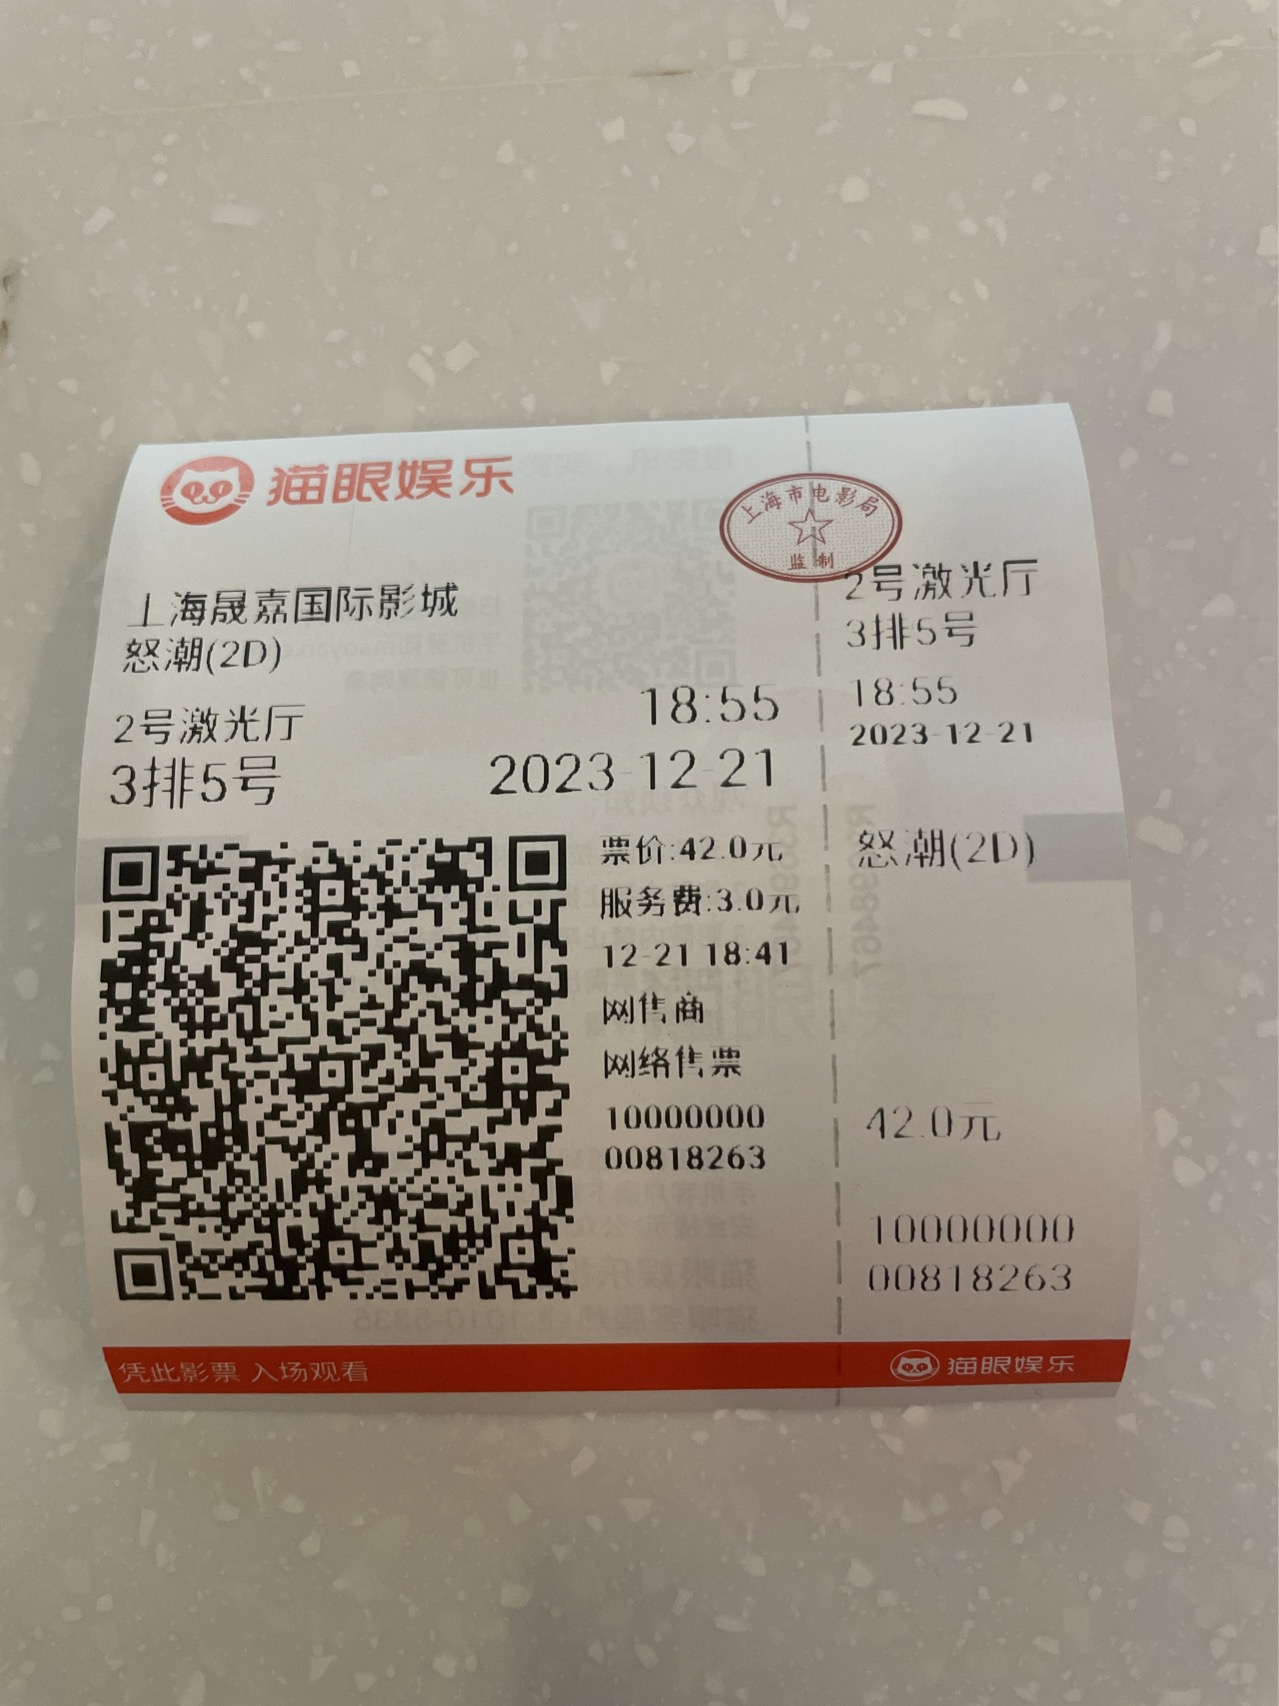 猫眼娱乐
上海市电影局
监制
上海晟嘉国际影城
怒潮(2D)
2号激光厅
18:55
3排5号
2023-12-21
票价:42.0元
服务费:3.0元
12-21 18:41
网售商
网络售票
10000000
00818263
2号激光厅
3排5号
18:55
2023-12-21
怒潮(2D)
42.0元
10000000
00818263
凭此影票 入场观看
猫眼娱乐